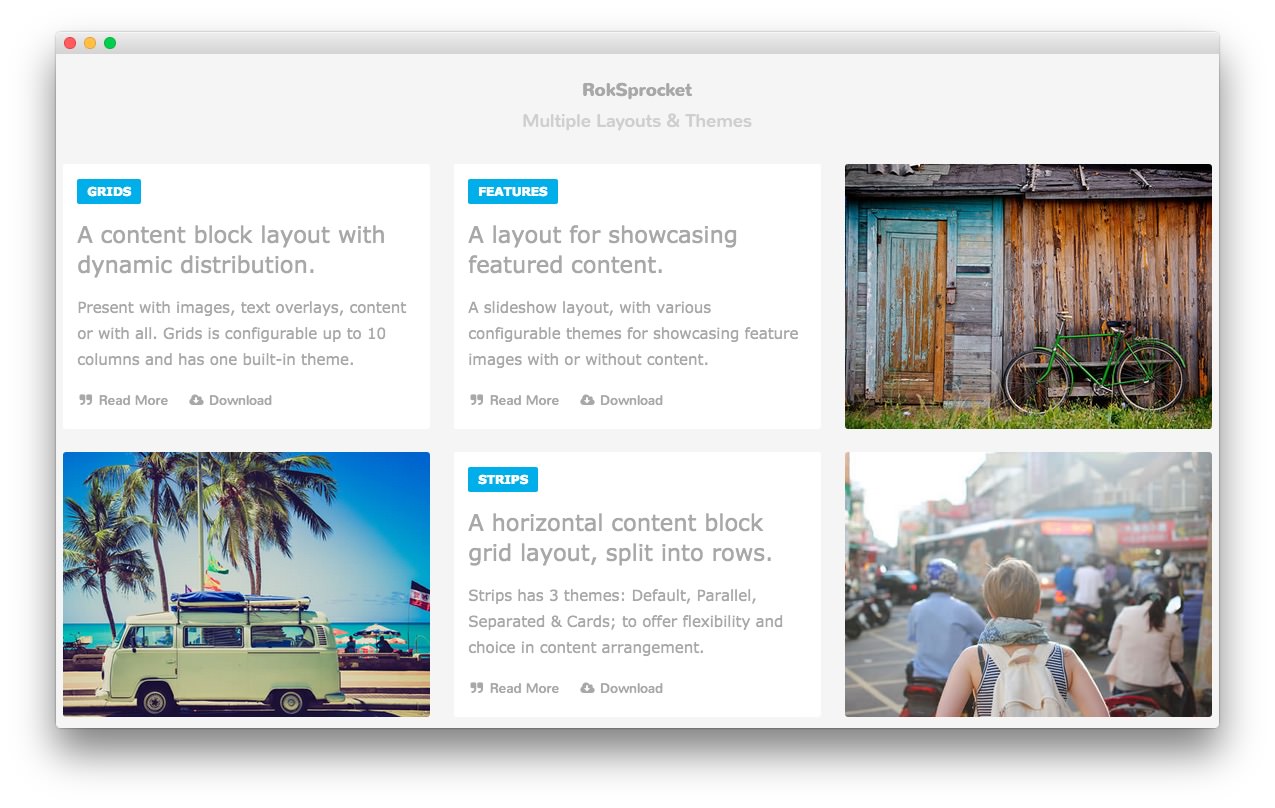 RokSprocket
Multiple Layouts & Themes
GRIDS
A content block layout with
dynamic distribution.
Present with images, text overlays, content
or with all. Grids is configurable up to 10
columns and has one built-in theme.
Read More Download
FEATURES
A layout for showcasing
featured content.
A slideshow layout, with various
configurable themes for showcasing feature
images with or without content.
Read More Download
STRIPS
A horizontal content block
grid layout, split into rows.
Strips has 3 themes: Default, Parallel,
Separated & Cards; to offer flexibility and
choice in content arrangement.
Read More Download